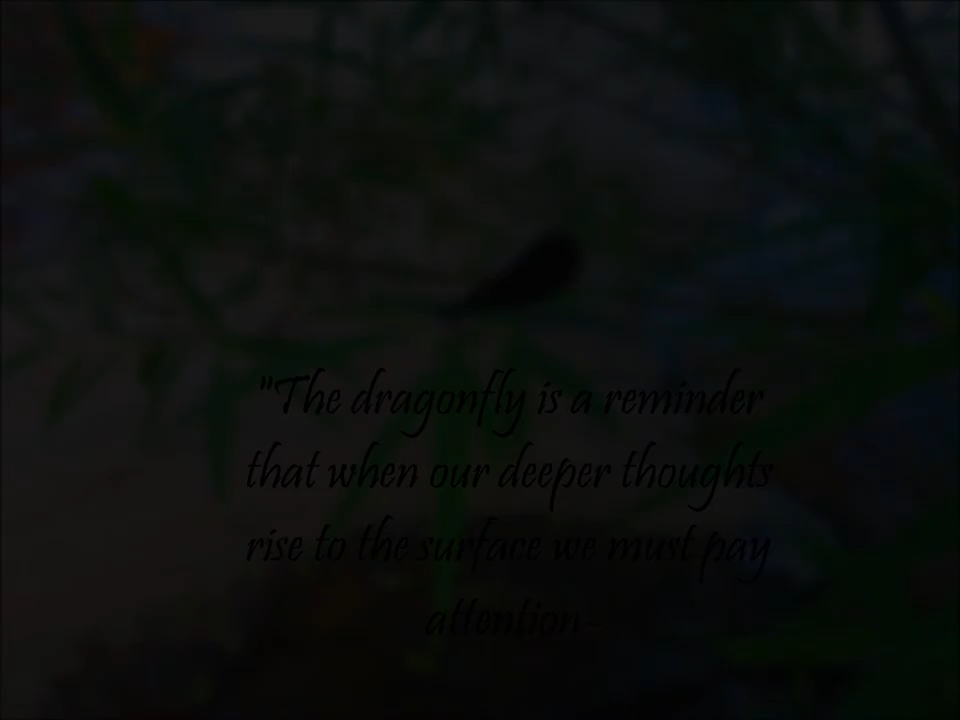 "The dragonfly is a reminder
that when our deeper thoughts
rise to the surface we must pay
attention-